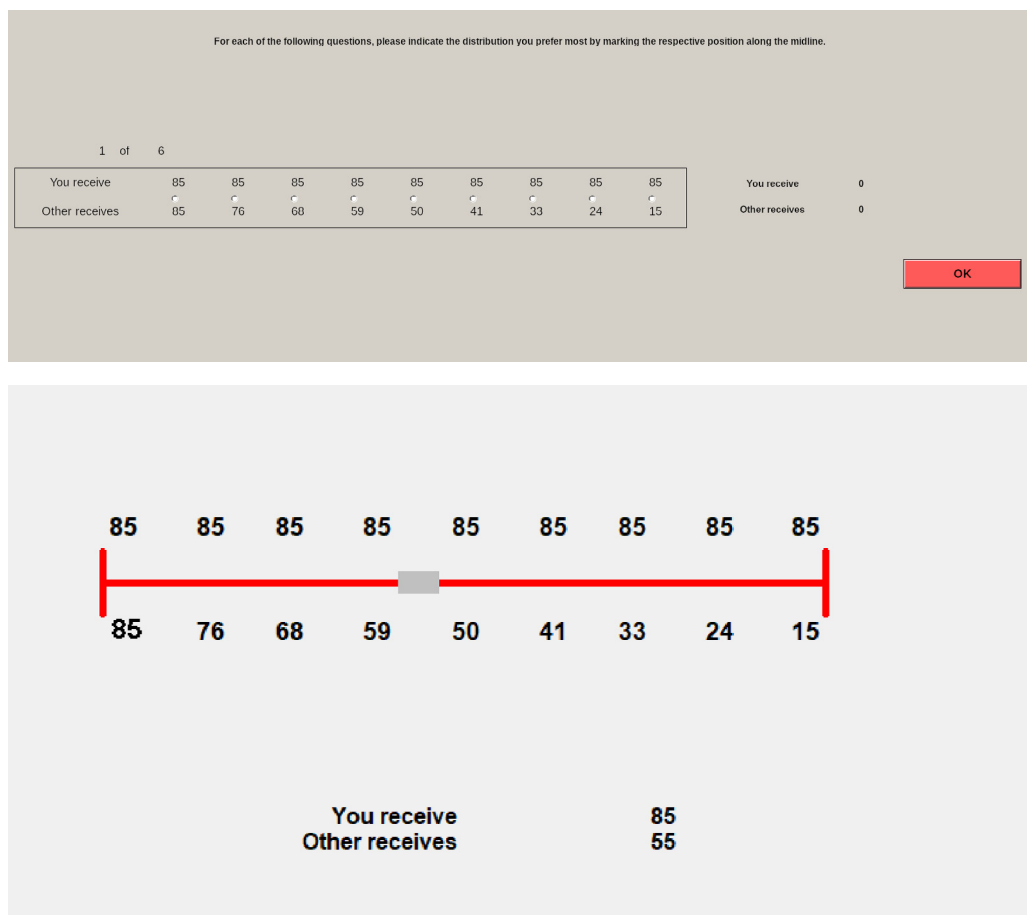 For each of the following questions, please indicate the distribution you prefer most by marking the respective position along the midline.
1 of 6
You receive 85 85 85 85 85 85 85 85 85 You receive 0
Other receives 85 76 68 59 50 41 33 24 15 Other receives 0
OK
85 85 85 85 85 85 85 85 85
85 76 68 59 50 41 33 24 15
You receive 85
Other receives 55